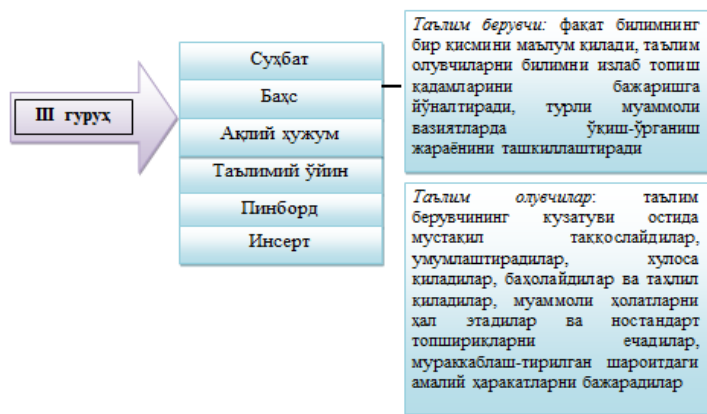 III гуруҳ
Суҳбат
Баҳс
Ақлий ҳужум
Таълимий ўйин
Пинборд
Инсерт
Таълим берувчи: фақат билимнинг
бир қисмини маълум қилади, таълим
олувчиларни билимни излаб топиш
қадамларини бажаришга
йўналтиради, турли муаммоли
вазиятларда ўқиш-ўрганиш
жараёнини ташкиллаштиради
Таълим олувчилар: таълим
берувчининг кузатуви остида
мустақил таққослайдилар,
умумлаштирадилар, хулоса
қиладилар, баҳолайдилар ва таҳлил
қиладилар, муаммоли ҳолатларни
ҳал этадилар ва ностандарт
топшириқларни ечадилар,
мураккаблаш-тирилган шароитдаги
амалий ҳаракатларни бажарадилар